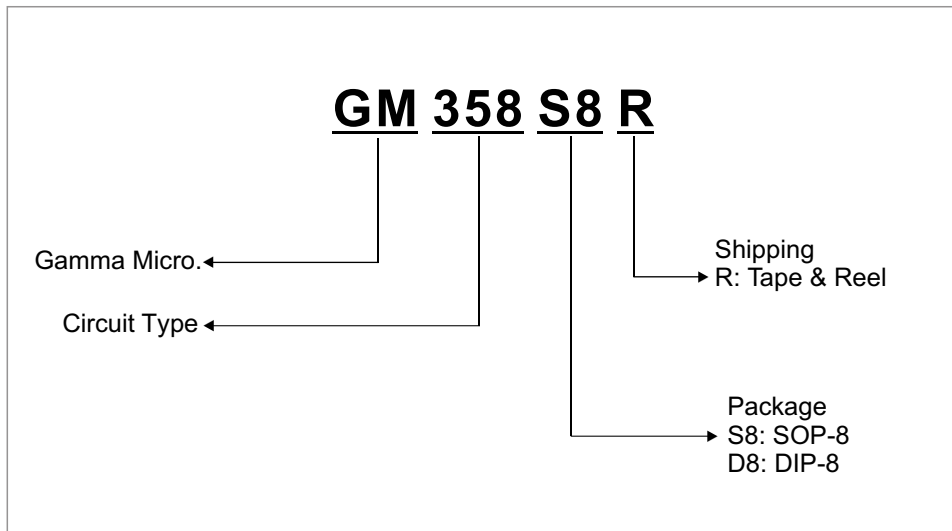 GM 358 S8 R
Gamma Micro.
Circuit Type
Shipping
R: Tape & Reel
Package
S8: SOP-8
D8: DIP-8